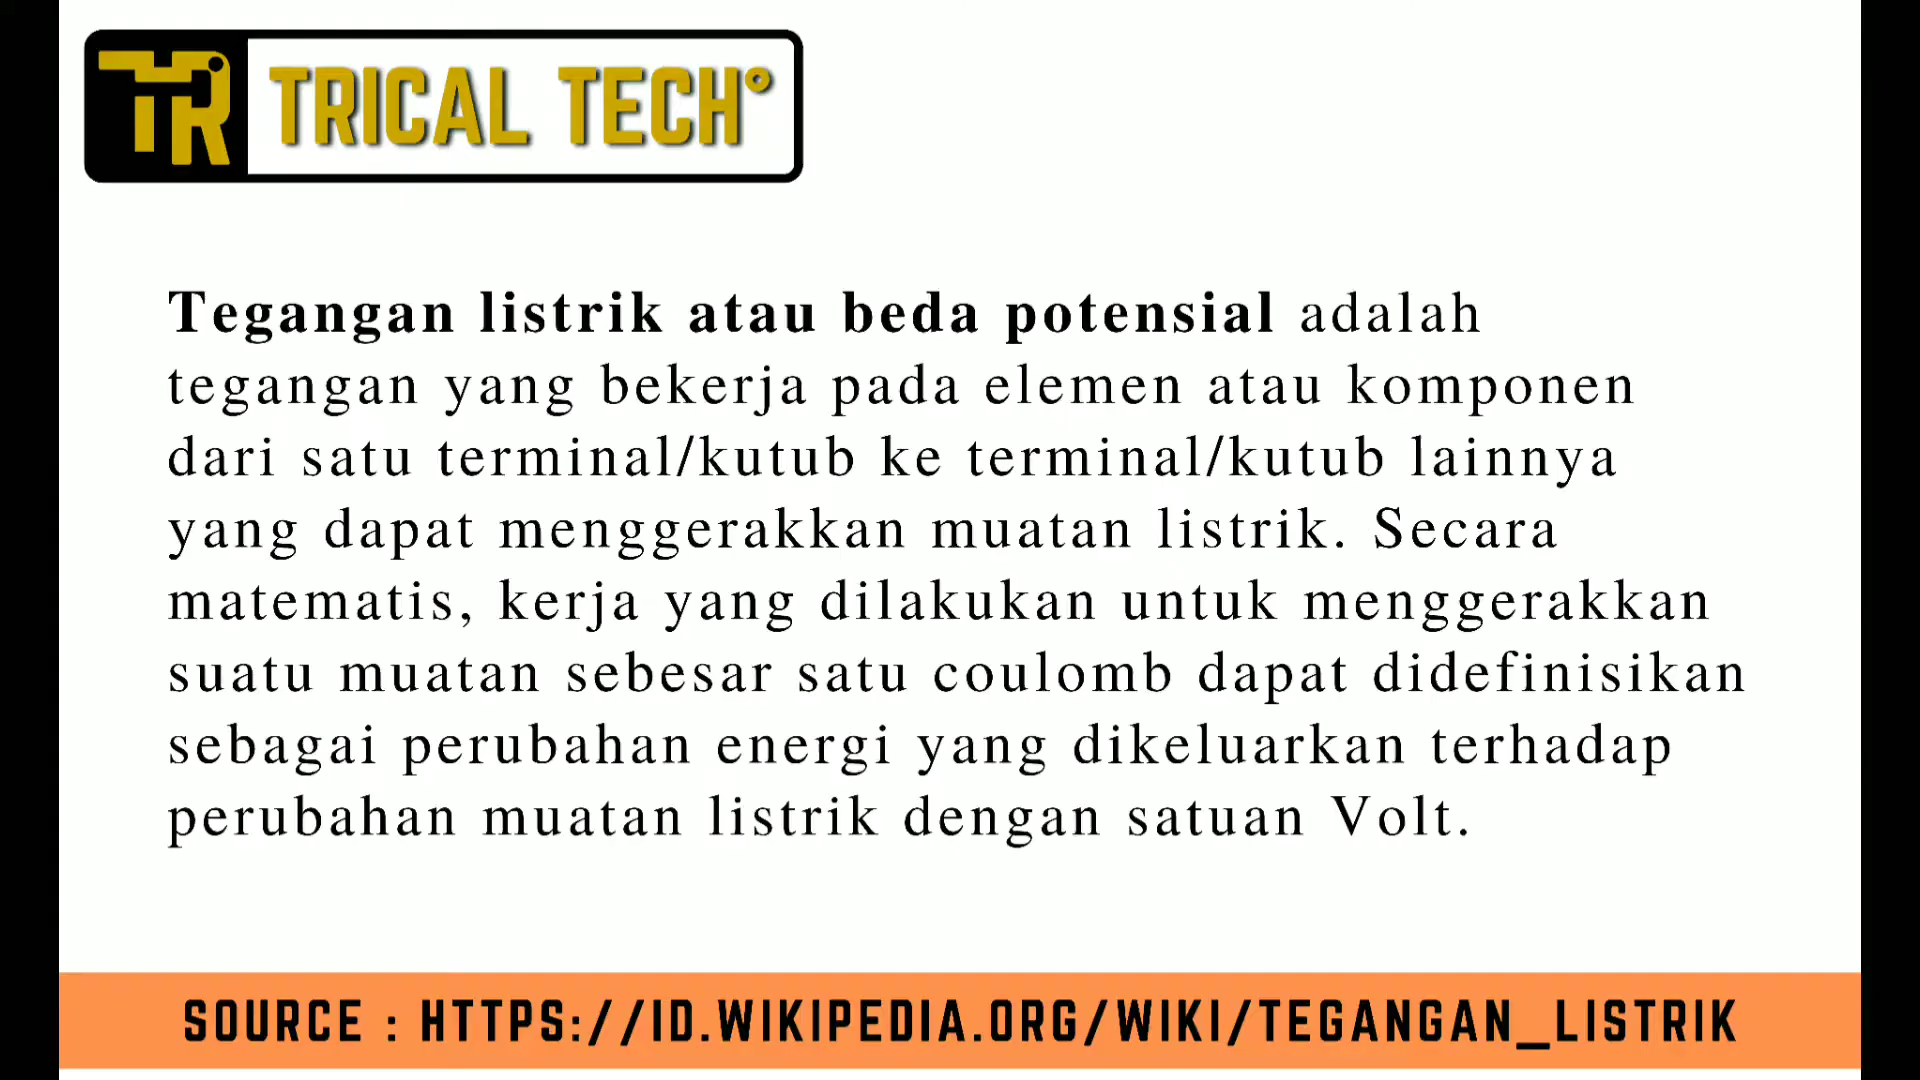 TR TRICAL TECH°
Tegangan listrik atau beda potensial adalah
tegangan yang bekerja pada elemen atau komponen
dari satu terminal/kutub ke terminal/kutub lainnya
yang dapat menggerakkan muatan listrik. Secara
matematis, kerja yang dilakukan untuk menggerakkan
suatu muatan sebesar satu coulomb dapat didefinisikan
sebagai perubahan energi yang dikeluarkan terhadap
perubahan muatan listrik dengan satuan Volt.
SOURCE : HTTPS://ID.WIKIPEDIA.ORG/WIKI/TEGANGAN_LISTRIK